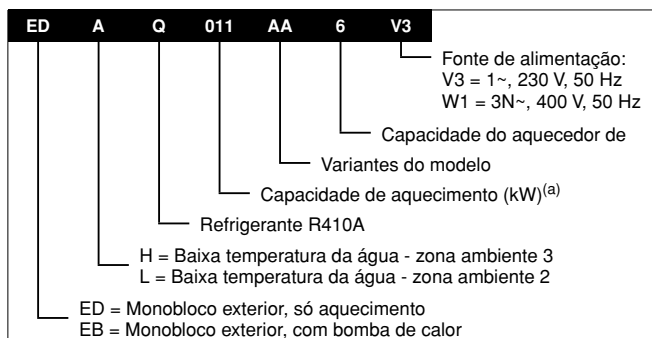 ED A Q 011 AA 6 V3
Fonte de alimentação:
V3 = 1~, 230 V, 50 Hz
W1 = 3N~, 400 V, 50 Hz
Capacidade do aquecedor de
Variantes do modelo
Capacidade de aquecimento (kW)(a)
Refrigerante R410A
H = Baixa temperatura da água - zona ambiente 3
L = Baixa temperatura da água - zona ambiente 2
ED = Monobloco exterior, só aquecimento
EB = Monobloco exterior, com bomba de calor